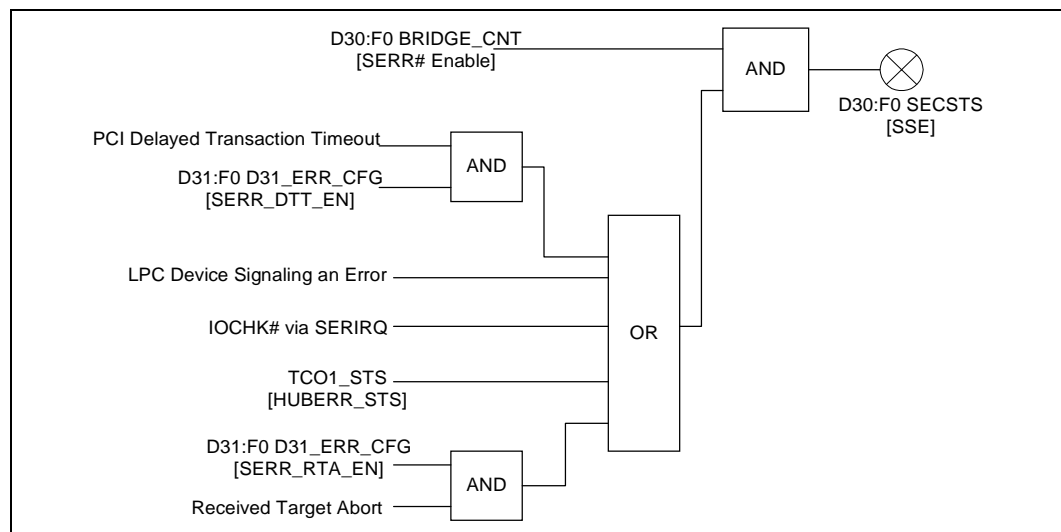 D30:F0 BRIDGE_CNT
[SERR# Enable]
AND
D30:F0 SECSTS
[SSE]
PCI Delayed Transaction Timeout
AND
D31:F0 D31_ERR_CFG
[SERR_DTT_EN]
LPC Device Signaling an Error
IOCHK# via SERIRQ
OR
TCO1_STS
[HUBERR_STS]
D31:F0 D31_ERR_CFG
[SERR_RTA_EN]
AND
Received Target Abort